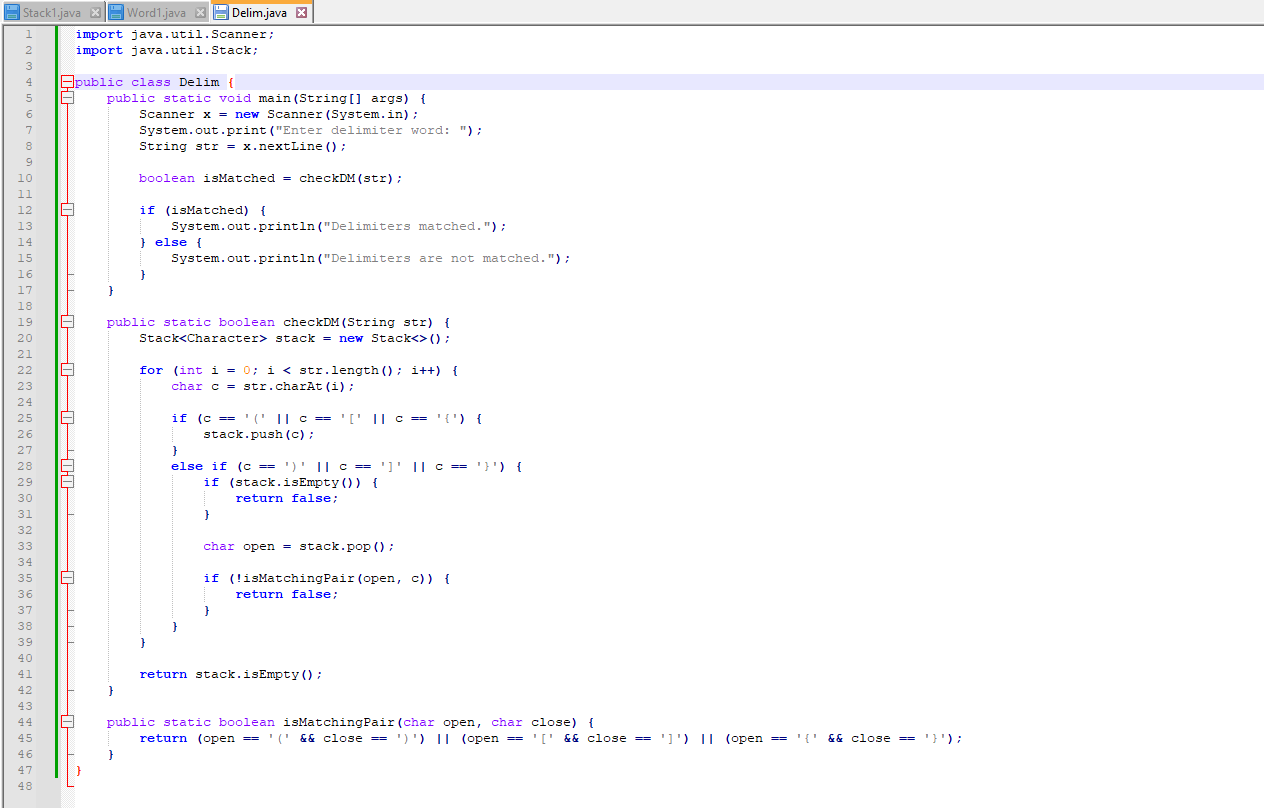 Stack1.java Word1.java Delim.java
1 import java.util.Scanner;
2 import java.util.Stack;
3
4 public class Delim {
5     public static void main(String[] args) {
6         Scanner x = new Scanner(System.in);
7         System.out.print("Enter delimiter word: ");
8         String str = x.nextLine();
9
10         boolean isMatched = checkDM(str);
11
12         if (isMatched) {
13             System.out.println("Delimiters matched.");
14         } else {
15             System.out.println("Delimiters are not matched.");
16         }
17     }
18
19     public static boolean checkDM(String str) {
20         Stack<Character> stack = new Stack<>();
21
22         for (int i = 0; i < str.length(); i++) {
23             char c = str.charAt(i);
24
25             if (c == '(' || c == '[' || c == '{') {
26                 stack.push(c);
27             }
28             else if (c == ')' || c == ']' || c == '}') {
29                 if (stack.isEmpty()) {
30                     return false;
31                 }
32
33                 char open = stack.pop();
34
35                 if (!isMatchingPair(open, c)) {
36                     return false;
37                 }
38             }
39         }
40
41         return stack.isEmpty();
42     }
43
44     public static boolean isMatchingPair(char open, char close) {
45         return (open == '(' && close == ')') || (open == '[' && close == ']') || (open == '{' && close == '}');
46     }
47 }
48